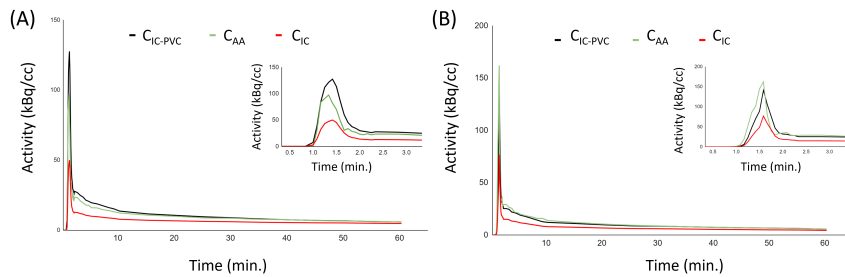 (A)
C_IC-PVC C_AA C_IC
Activity (kBq/cc)
150
100
50
0
10 20 30 40 50 60
Time (min.)
Activity (kBq/cc)
150
100
50
0
0.5 1.0 1.5 2.0 2.5 3.0
Time (min.)
(B)
C_IC-PVC C_AA C_IC
Activity (kBq/cc)
200
150
100
50
0
10 20 30 40 50 60
Time (min.)
Activity (kBq/cc)
200
150
100
50
0
0.5 1.0 1.5 2.0 2.5 3.0
Time (min.)